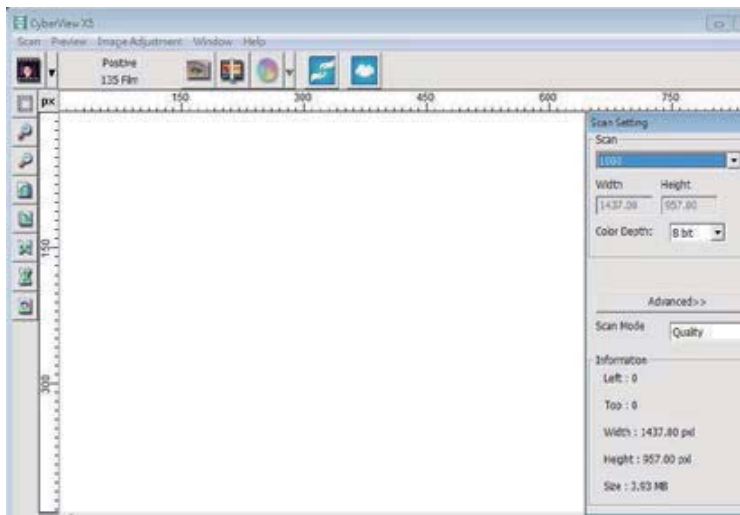 CyberView X5
Scan Preview Image Adjustment Window Help
Positive
135 Film
px 150 300 450 600 750
150
300
Scan Setting
Scan
1000
Width Height
1437.00 957.00
Color Depth: 8 bit
Advanced>>
Scan Mode Quality
Information
Left : 0
Top : 0
Width : 1437.00 pxl
Height : 957.00 pxl
Size : 3.93 MB